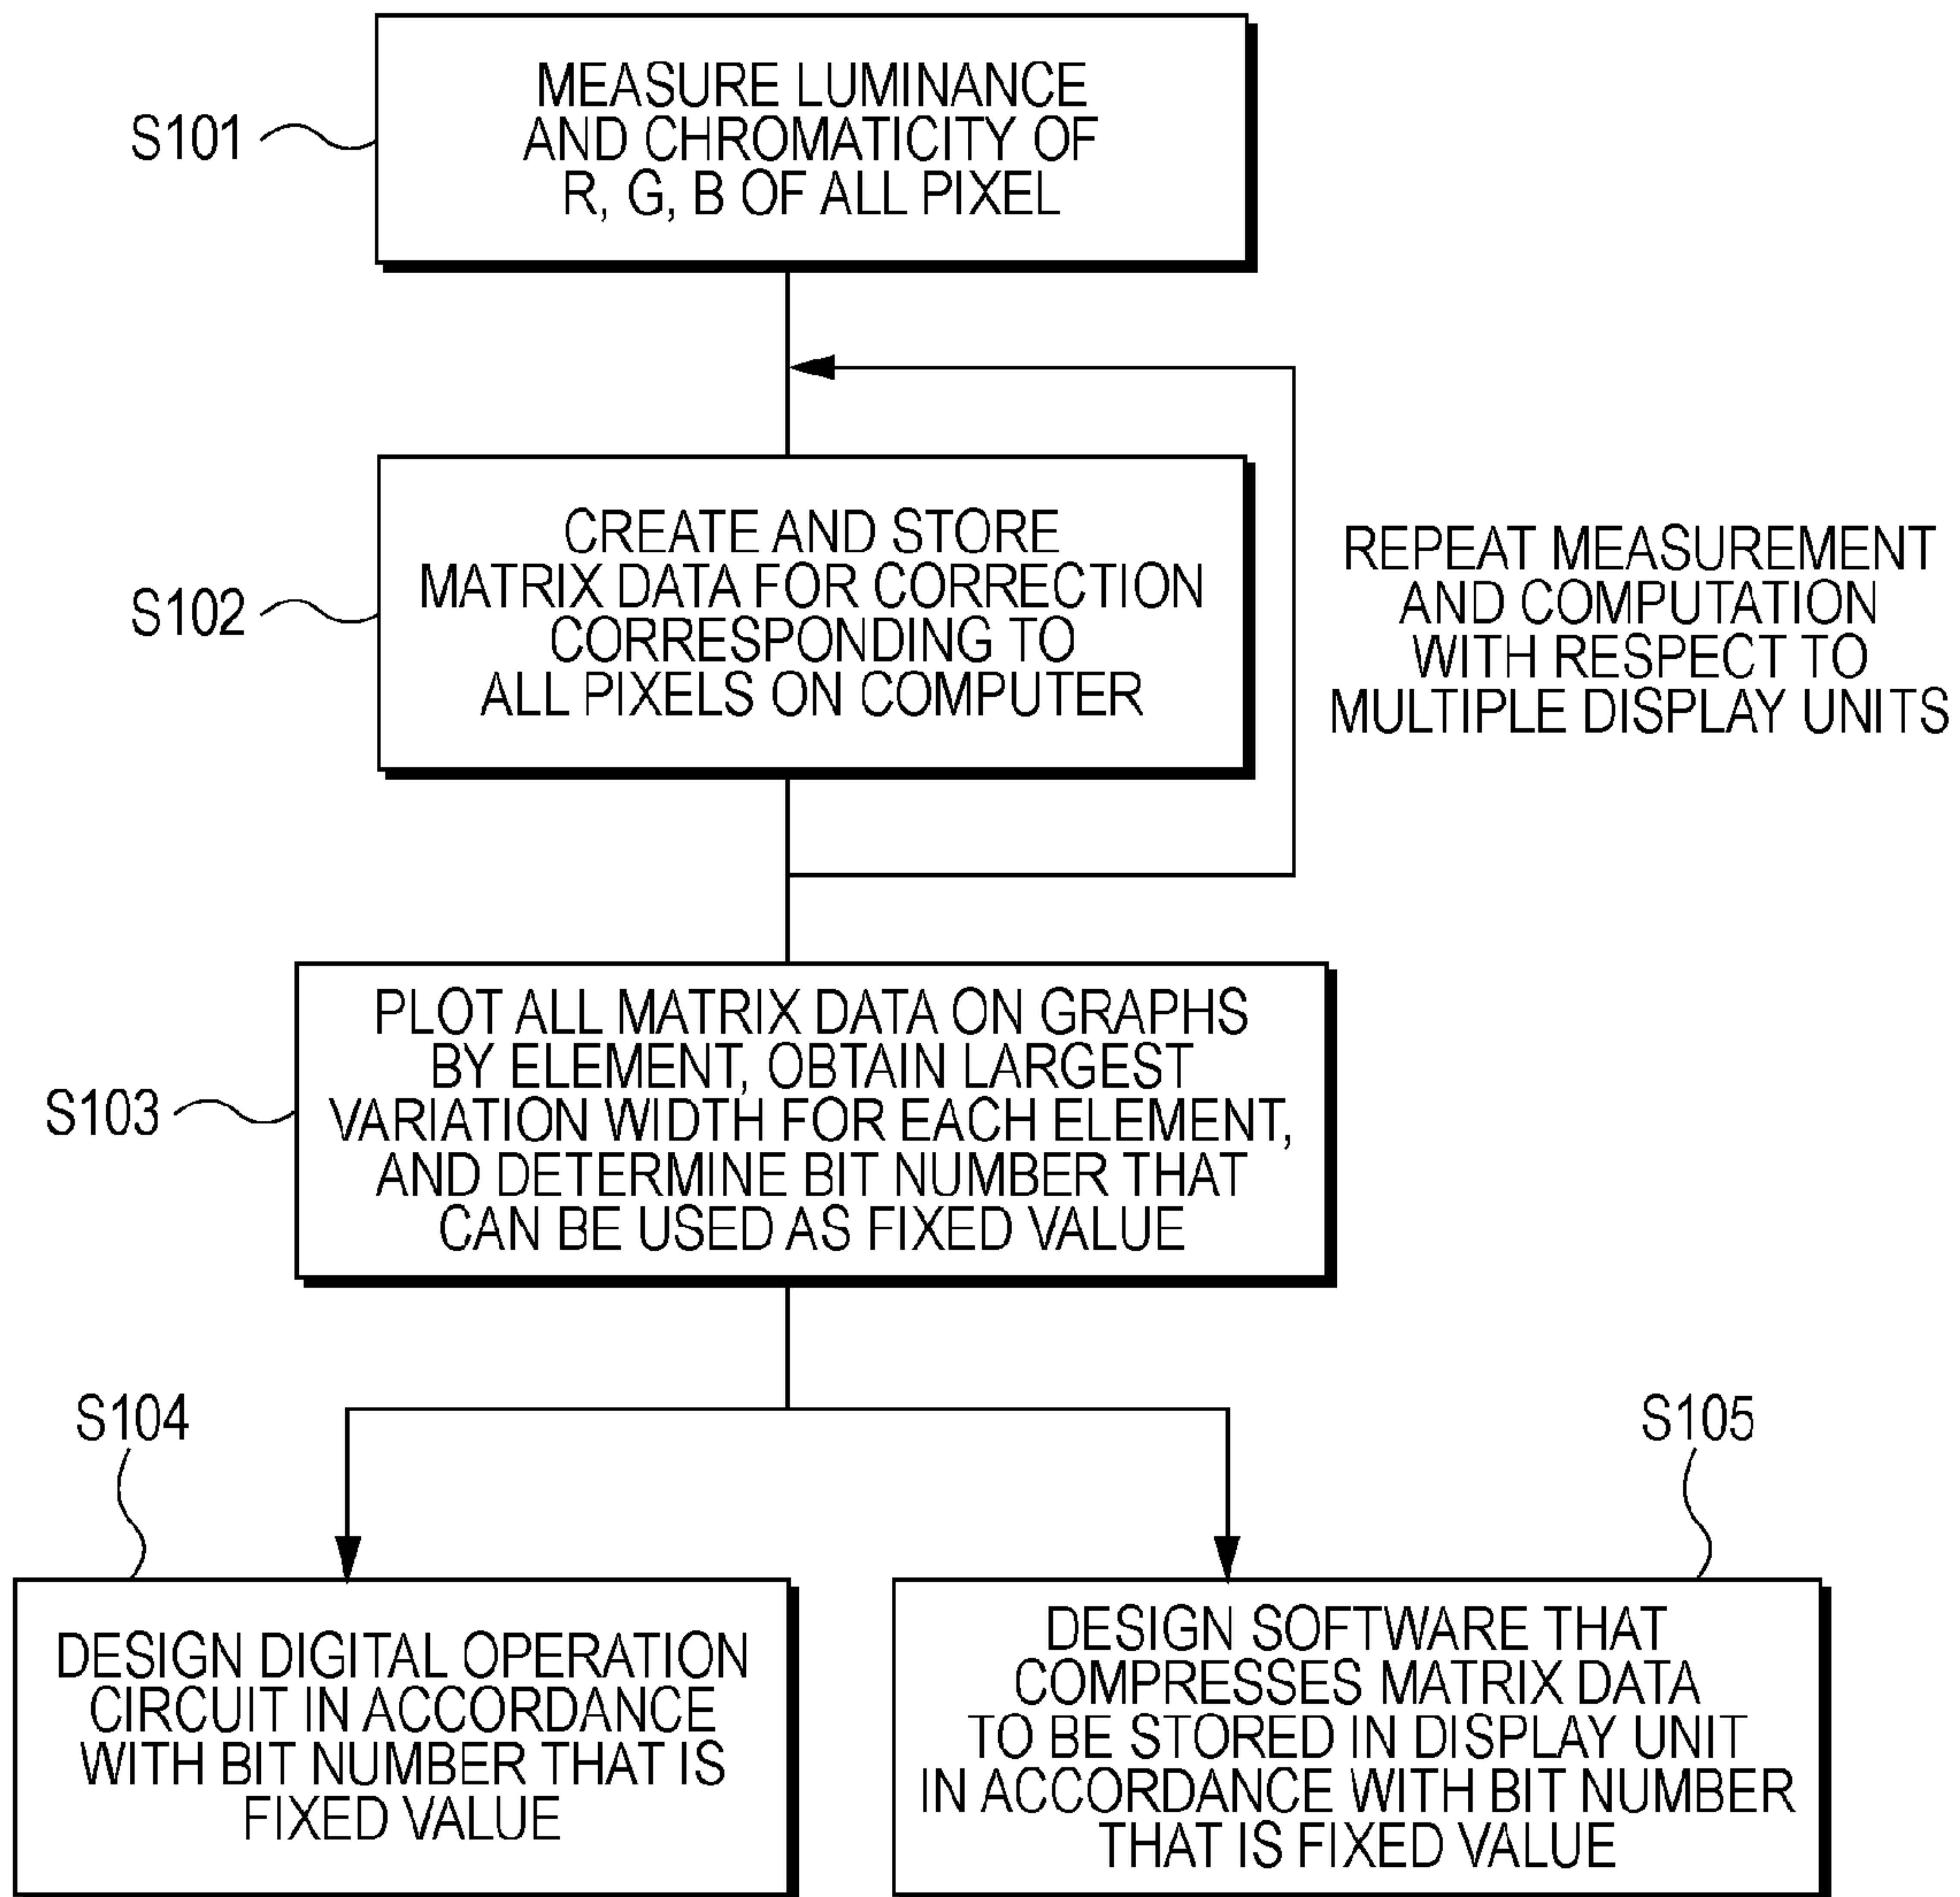 S101
MEASURE LUMINANCE
AND CHROMATICITY OF
R, G, B OF ALL PIXEL
S102
CREATE AND STORE
MATRIX DATA FOR CORRECTION
CORRESPONDING TO
ALL PIXELS ON COMPUTER
REPEAT MEASUREMENT
AND COMPUTATION
WITH RESPECT TO
MULTIPLE DISPLAY UNITS
S103
PLOT ALL MATRIX DATA ON GRAPHS
BY ELEMENT, OBTAIN LARGEST
VARIATION WIDTH FOR EACH ELEMENT,
AND DETERMINE BIT NUMBER THAT
CAN BE USED AS FIXED VALUE
S104
DESIGN DIGITAL OPERATION
CIRCUIT IN ACCORDANCE
WITH BIT NUMBER THAT IS
FIXED VALUE
S105
DESIGN SOFTWARE THAT
COMPRESSES MATRIX DATA
TO BE STORED IN DISPLAY UNIT
IN ACCORDANCE WITH BIT NUMBER
THAT IS FIXED VALUE